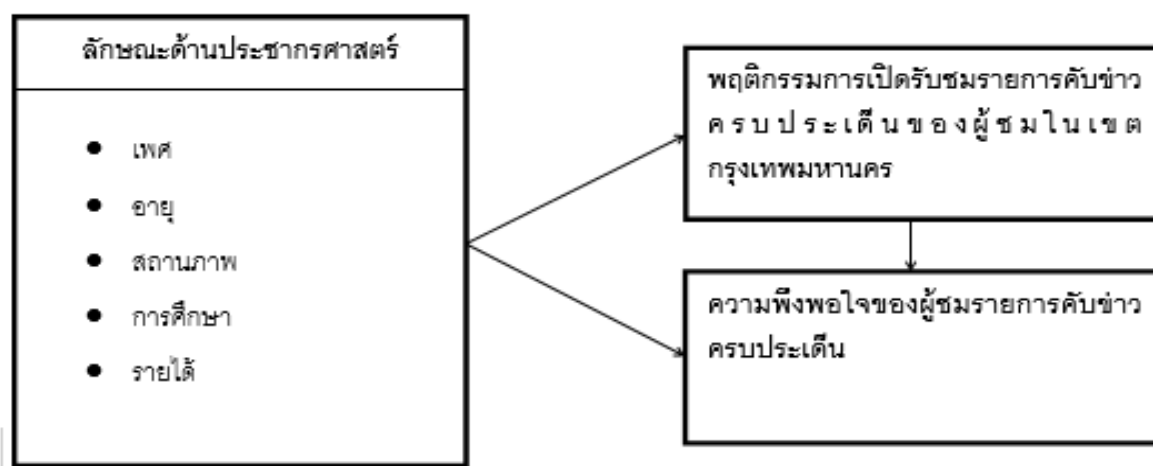 ลักษณะด้านประชากรศาสตร์
● เพศ
● อายุ
● สถานภาพ
● การศึกษา
● รายได้
พฤติกรรมการเปิดรับชมรายการคับข่าว
ครบประเด็นของผู้ชมในเขต
กรุงเทพมหานคร
ความพึงพอใจของผู้ชมรายการคับข่าว
ครบประเด็น